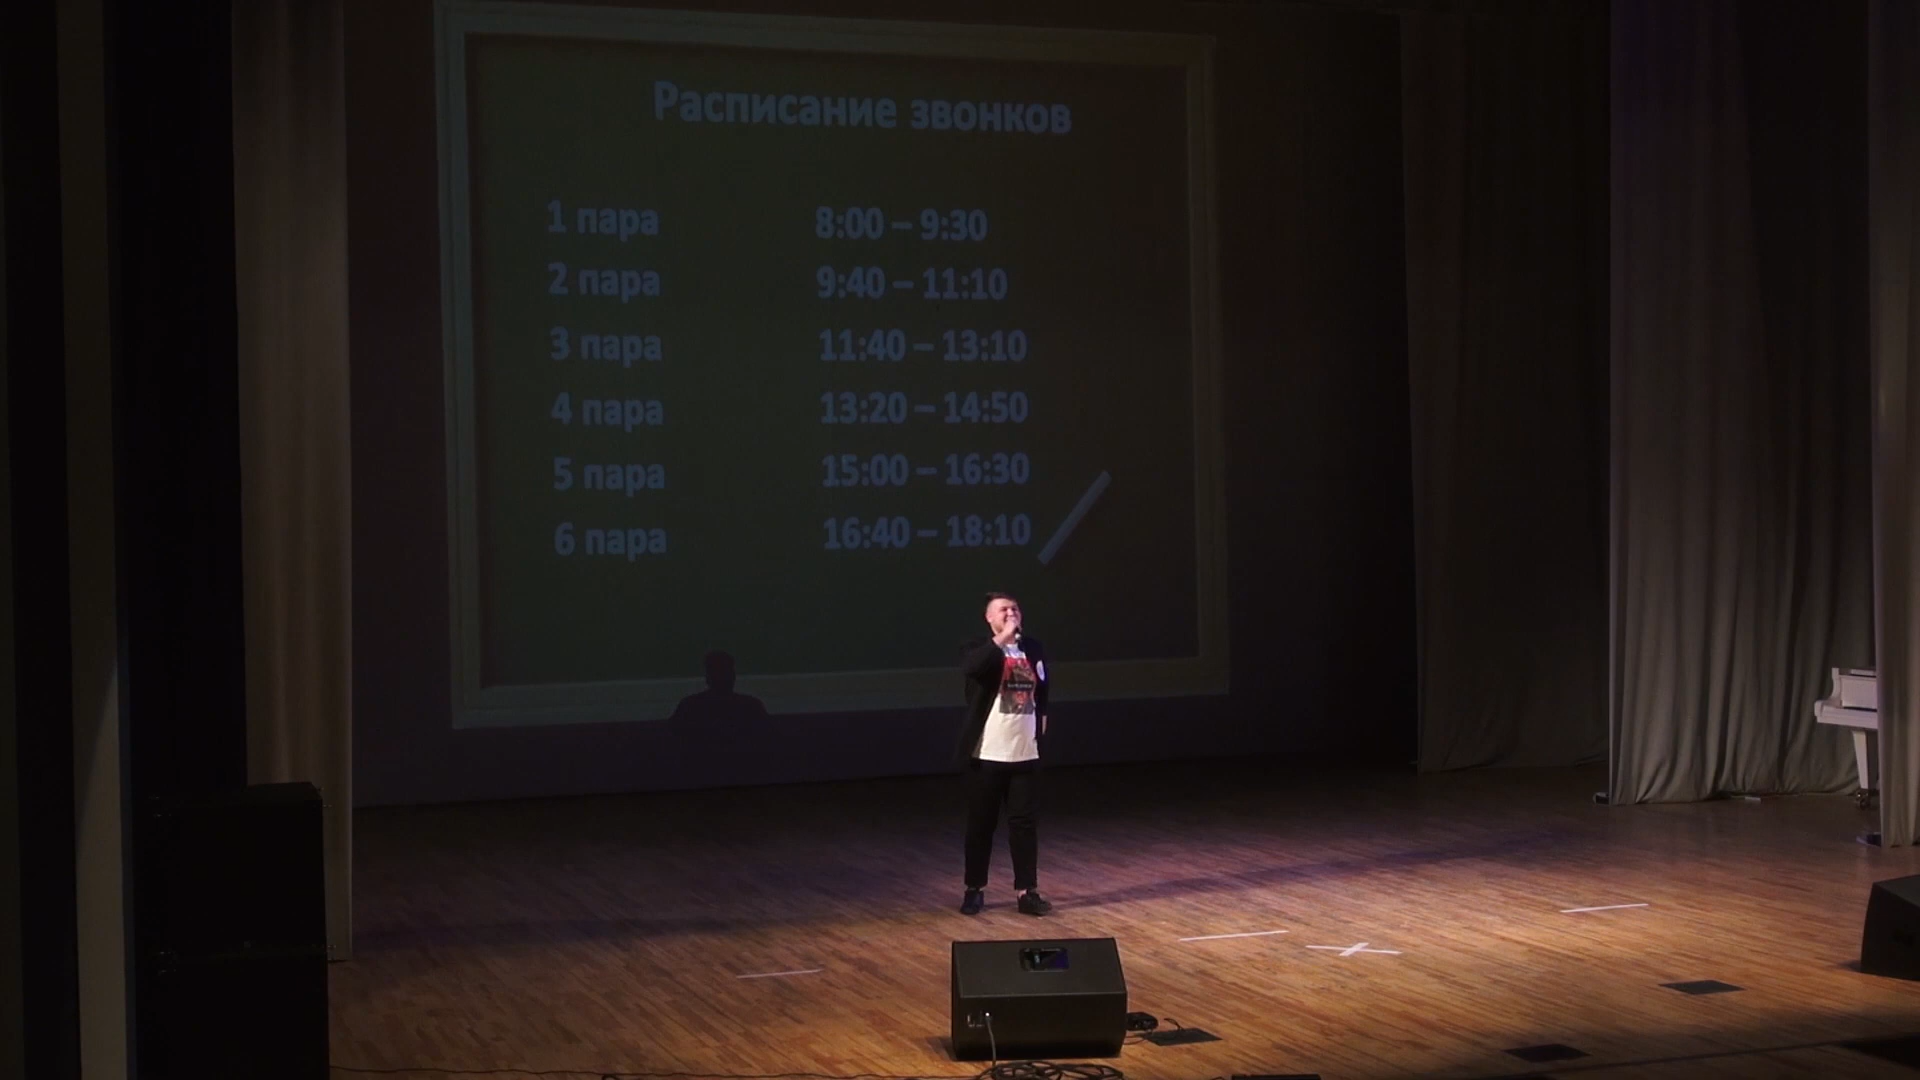 Расписание звонков
1 пара 8:00 – 9:30
2 пара 9:40 – 11:10
3 пара 11:40 – 13:10
4 пара 13:20 – 14:50
5 пара 15:00 – 16:30
6 пара 16:40 – 18:10